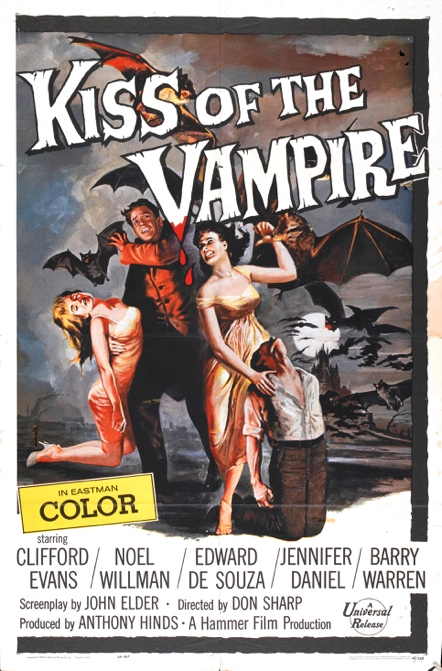 KISS OF THE
VAMPIRE
IN EASTMAN
COLOR
starring
CLIFFORD EVANS / NOEL WILLMAN / EDWARD DE SOUZA / JENNIFER DANIEL / BARRY WARREN
Screenplay by JOHN ELDER · Directed by DON SHARP
Produced by ANTHONY HINDS · A Hammer Film Production
A
Universal
Release